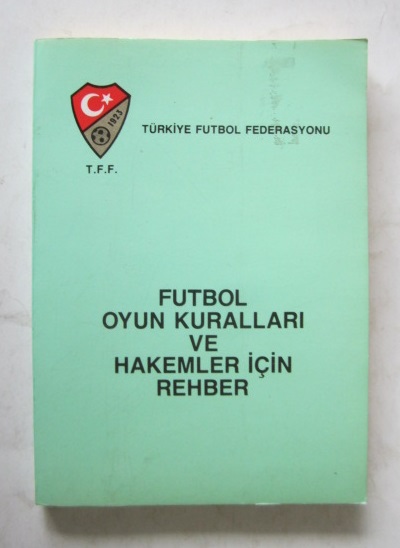 1923
TÜRKİYE FUTBOL FEDERASYONU
T.F.F.
FUTBOL
OYUN KURALLARI
VE
HAKEMLER İÇİN
REHBER